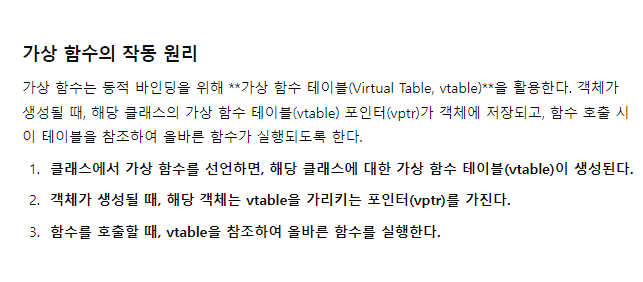 가상 함수의 작동 원리
가상 함수는 동적 바인딩을 위해 **가상 함수 테이블(Virtual Table, vtable)**을 활용한다. 객체가
생성될 때, 해당 클래스의 가상 함수 테이블(vtable) 포인터(vptr)가 객체에 저장되고, 함수 호출 시
이 테이블을 참조하여 올바른 함수가 실행되도록 한다.
1. 클래스에서 가상 함수를 선언하면, 해당 클래스에 대한 가상 함수 테이블(vtable)이 생성된다.
2. 객체가 생성될 때, 해당 객체는 vtable을 가리키는 포인터(vptr)를 가진다.
3. 함수를 호출할 때, vtable을 참조하여 올바른 함수를 실행한다.